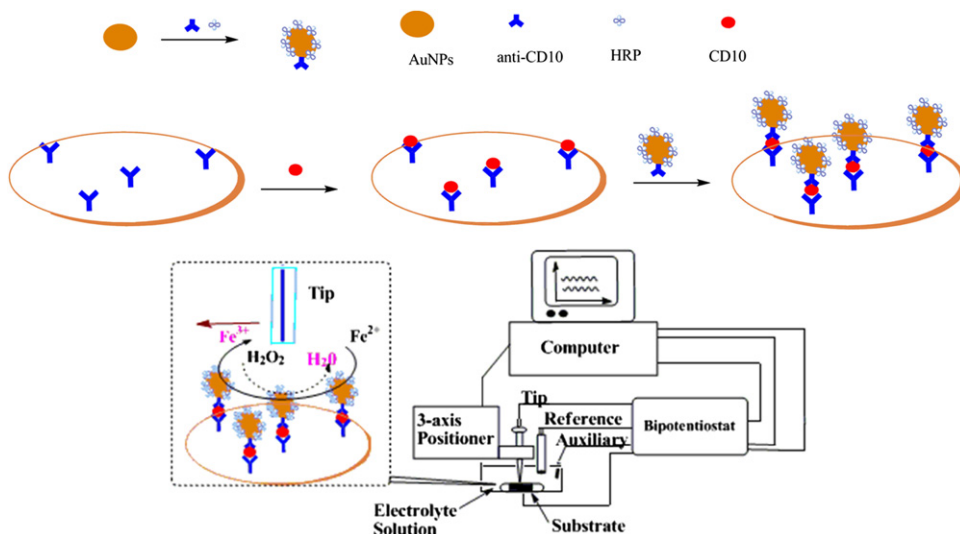 AuNPs
anti-CD10
HRP
CD10
Tip
Fe³⁺
Fe²⁺
H₂O₂
H₂0
Computer
Tip
3-axis
Positioner
Reference
Auxiliary
Bipotentiostat
Electrolyte
Solution
Substrate